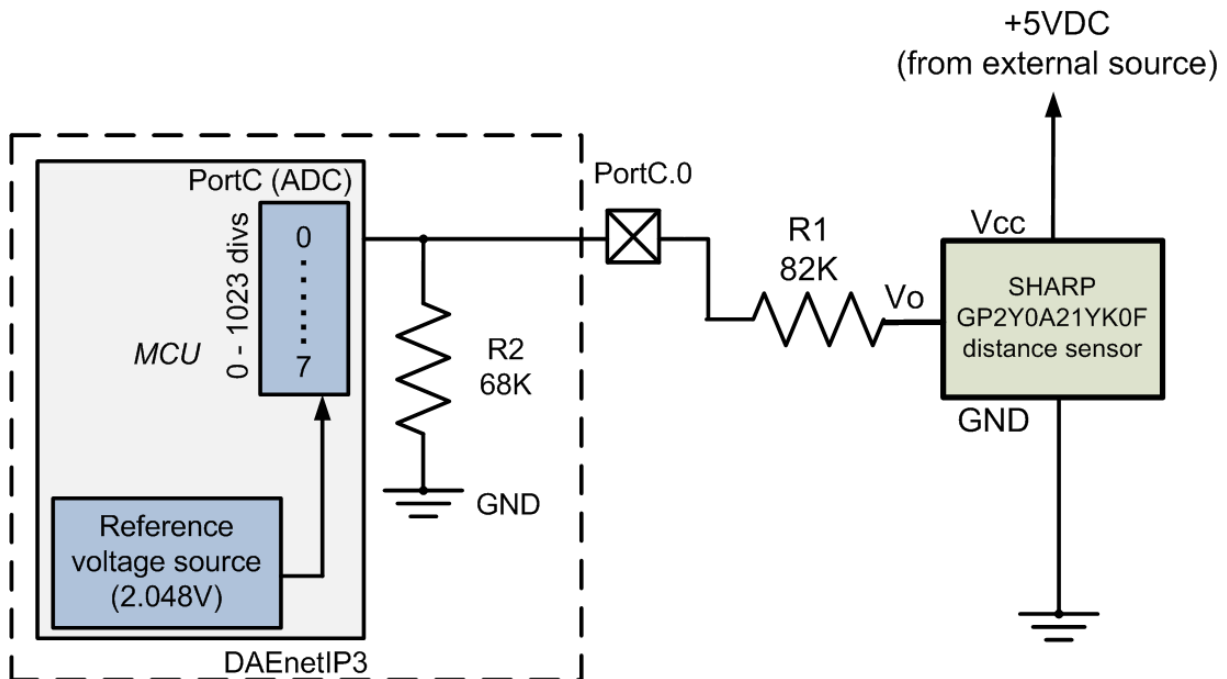 +5VDC
(from external source)
PortC (ADC)
0 - 1023 divs
0
7
MCU
Reference
voltage source
(2.048V)
DAEnetIP3
R2
68K
GND
PortC.0
R1
82K
Vo
Vcc
SHARP
GP2Y0A21YK0F
distance sensor
GND